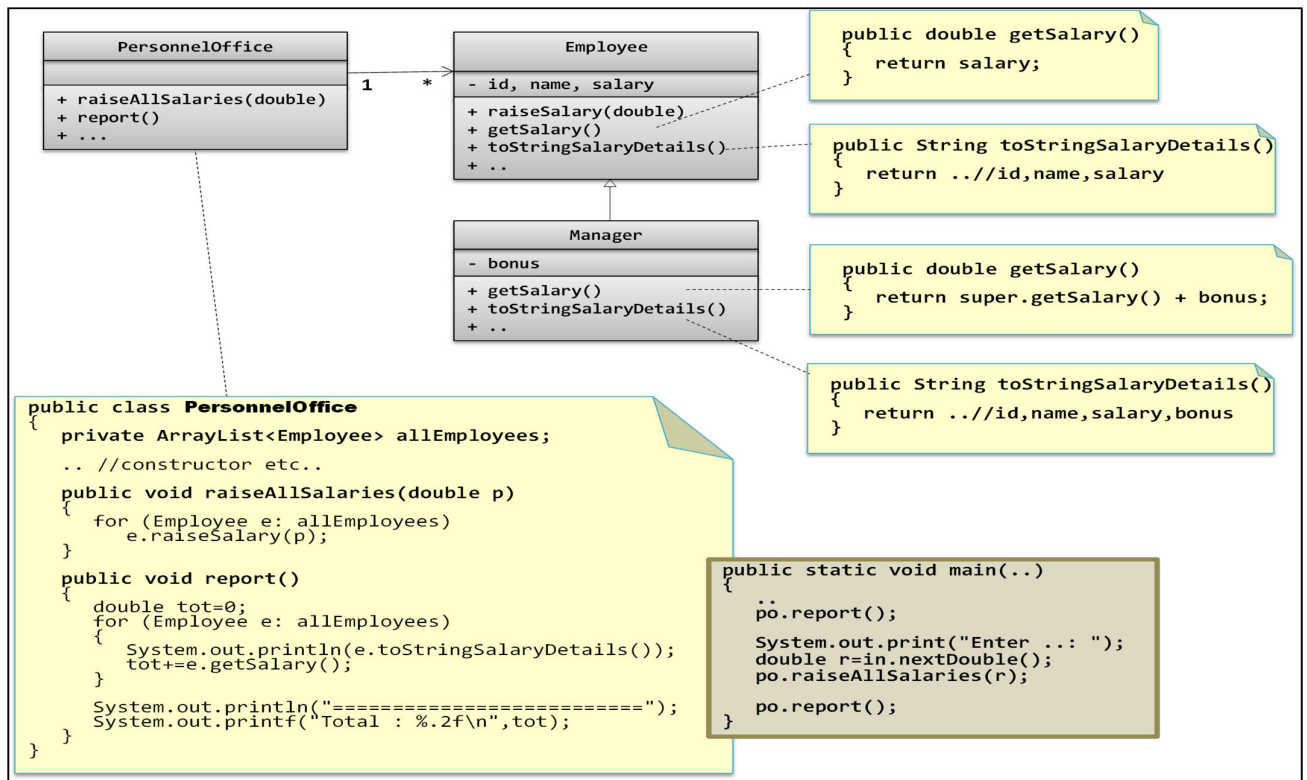 PersonnelOffice
+ raiseAllSalaries(double)
+ report()
+ ...
1 *
Employee
- id, name, salary
+ raiseSalary(double)
+ getSalary()
+ toStringSalaryDetails()
+ ..
Manager
- bonus
+ getSalary()
+ toStringSalaryDetails()
+ ..
public double getSalary()
{
return salary;
}
public String toStringSalaryDetails()
{
return ..//id,name,salary
}
public double getSalary()
{
return super.getSalary() + bonus;
}
public String toStringSalaryDetails()
{
return ..//id,name,salary,bonus
}
public class PersonnelOffice
{
private ArrayList<Employee> allEmployees;
.. //constructor etc..
public void raiseAllSalaries(double p)
{
for (Employee e: allEmployees)
e.raiseSalary(p);
}
public void report()
{
double tot=0;
for (Employee e: allEmployees)
{
System.out.println(e.toStringSalaryDetails());
tot+=e.getSalary();
}
System.out.println("==========================");
System.out.printf("Total : %.2f\n",tot);
}
}
public static void main(..)
{
..
po.report();
System.out.print("Enter ..: ");
double r=in.nextDouble();
po.raiseAllSalaries(r);
po.report();
}